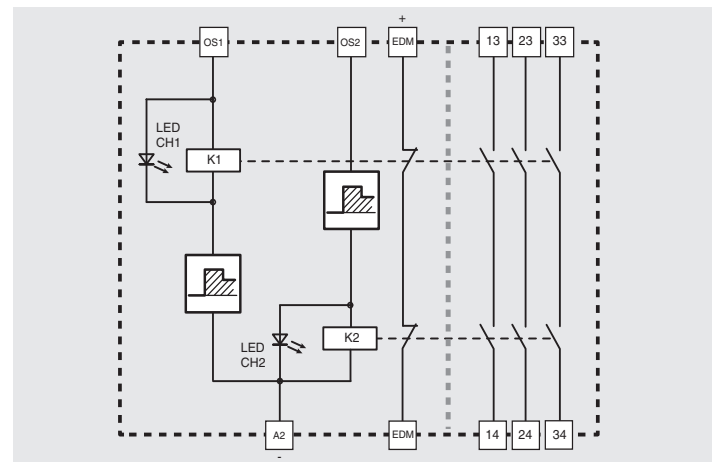 +
OS1 OS2 EDM 13 23 33
LED
CH1
K1
LED
CH2
K2
A2 EDM 14 24 34
-